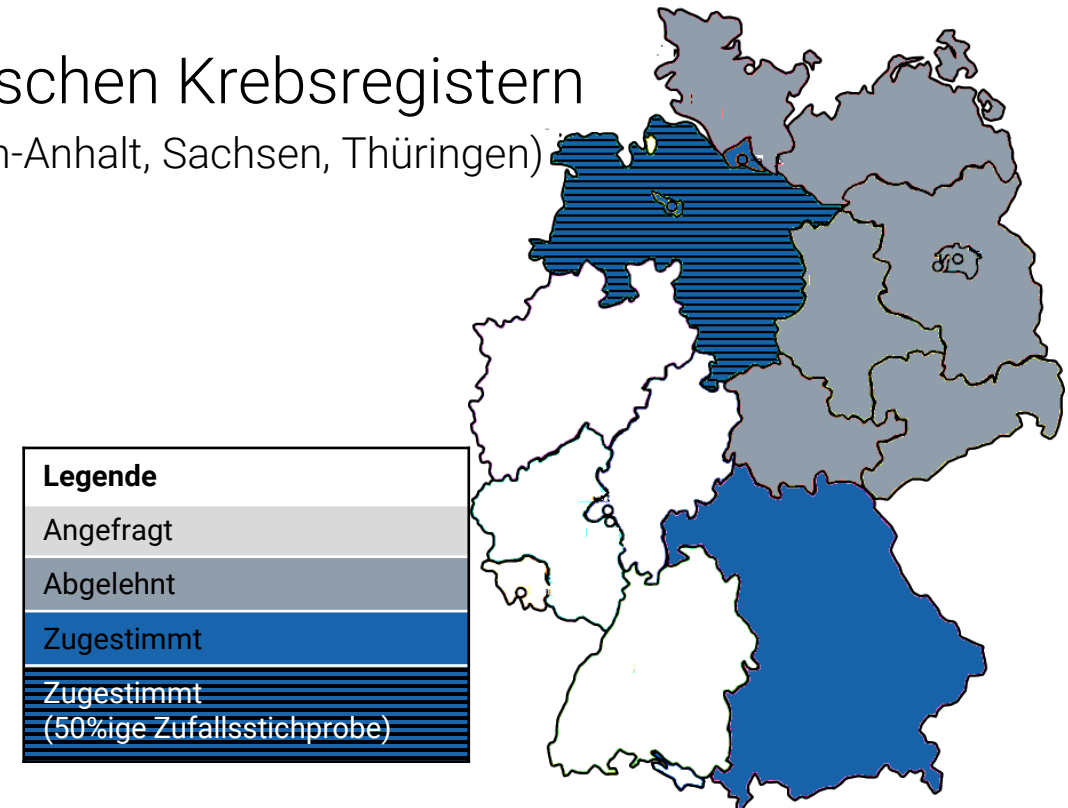 schen Krebsregistern
n-Anhalt, Sachsen, Thüringen)
Legende
Angefragt
Abgelehnt
Zugestimmt
Zugestimmt
(50%ige Zufallsstichprobe)